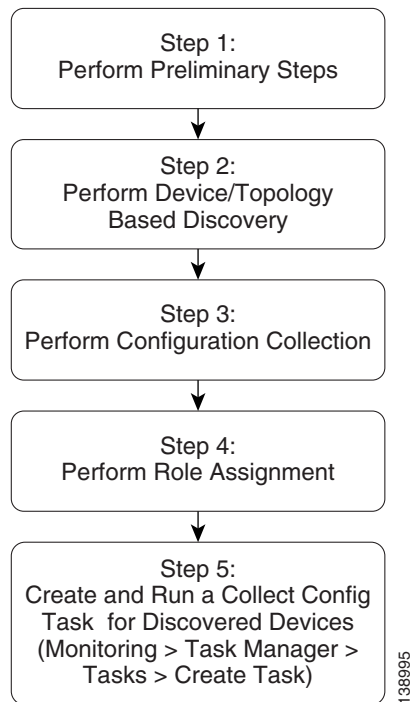 Step 1:
Perform Preliminary Steps
Step 2:
Perform Device/Topology
Based Discovery
Step 3:
Perform Configuration Collection
Step 4:
Perform Role Assignment
Step 5:
Create and Run a Collect Config
Task for Discovered Devices
(Monitoring > Task Manager >
Tasks > Create Task)
138995